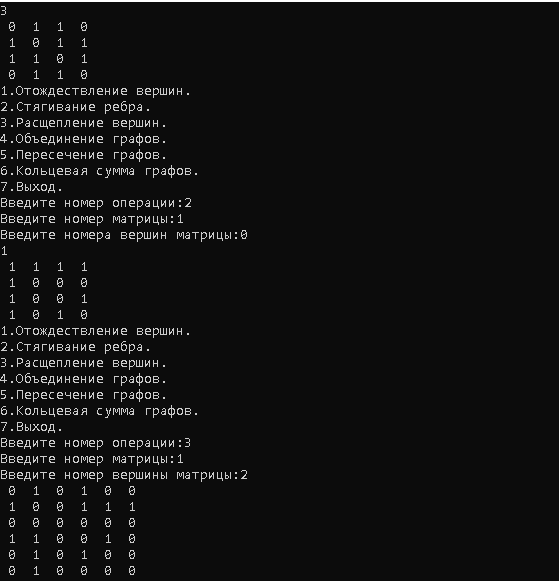 3
0 1 1 0
1 0 1 1
1 1 0 1
0 1 1 0
1.Отождествление вершин.
2.Стягивание ребра.
3.Расщепление вершин.
4.Объединение графов.
5.Пересечение графов.
6.Кольцевая сумма графов.
7.Выход.
Введите номер операции:2
Введите номер матрицы:1
Введите номера вершин матрицы:0
1
1 1 1 1
1 0 0 0
1 0 0 1
1 0 1 0
1.Отождествление вершин.
2.Стягивание ребра.
3.Расщепление вершин.
4.Объединение графов.
5.Пересечение графов.
6.Кольцевая сумма графов.
7.Выход.
Введите номер операции:3
Введите номер матрицы:1
Введите номер вершины матрицы:2
0 1 0 1 0 0
1 0 0 1 1 1
0 0 0 0 0 0
1 1 0 0 1 0
0 1 0 1 0 0
0 1 0 0 0 0